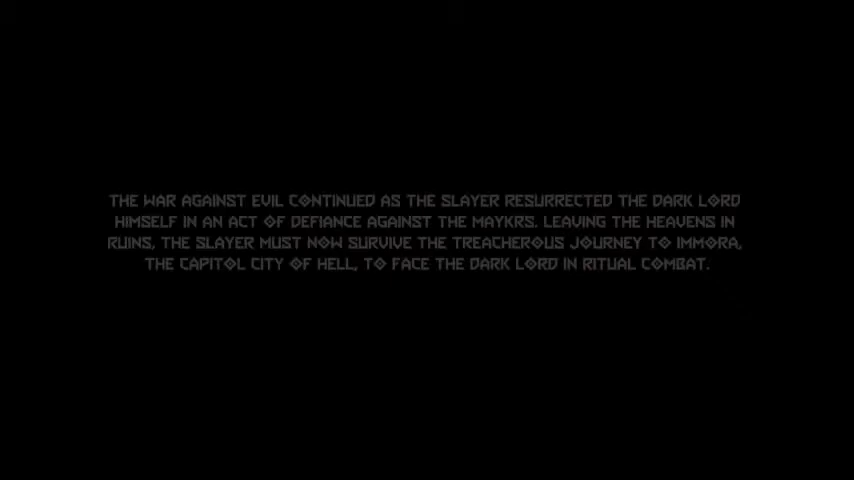 THE WAR AGAINST EVIL CONTINUED AS THE SLAYER RESURRECTED THE DARK LORD
HIMSELF IN AN ACT OF DEFIANCE AGAINST THE MAYKRS. LEAVING THE HEAVENS IN
RUINS, THE SLAYER MUST NOW SURVIVE THE TREACHEROUS JOURNEY TO IMMORA,
THE CAPITOL CITY OF HELL, TO FACE THE DARK LORD IN RITUAL COMBAT.